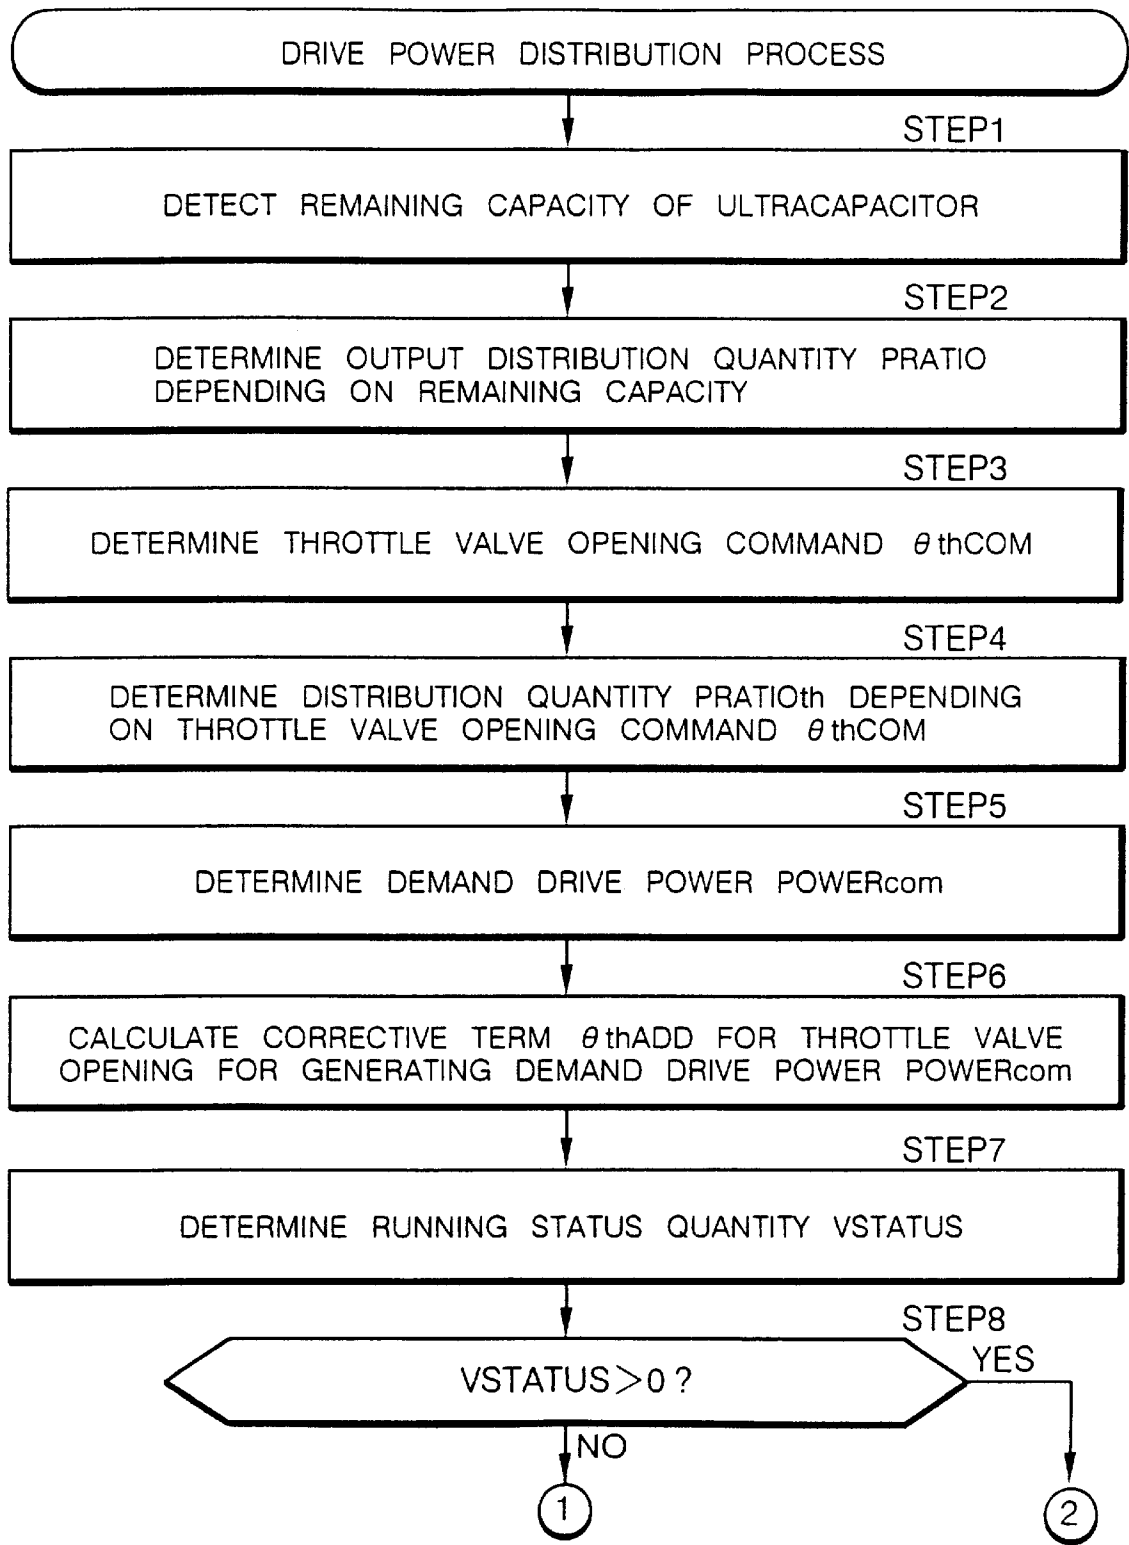 DRIVE POWER DISTRIBUTION PROCESS
STEP1
DETECT REMAINING CAPACITY OF ULTRACAPACITOR
STEP2
DETERMINE OUTPUT DISTRIBUTION QUANTITY PRATIO
DEPENDING ON REMAINING CAPACITY
STEP3
DETERMINE THROTTLE VALVE OPENING COMMAND θthCOM
STEP4
DETERMINE DISTRIBUTION QUANTITY PRATIOth DEPENDING
ON THROTTLE VALVE OPENING COMMAND θthCOM
STEP5
DETERMINE DEMAND DRIVE POWER POWERcom
STEP6
CALCULATE CORRECTIVE TERM θthADD FOR THROTTLE VALVE
OPENING FOR GENERATING DEMAND DRIVE POWER POWERcom
STEP7
DETERMINE RUNNING STATUS QUANTITY VSTATUS
STEP8
VSTATUS>0?
YES
NO
1
2